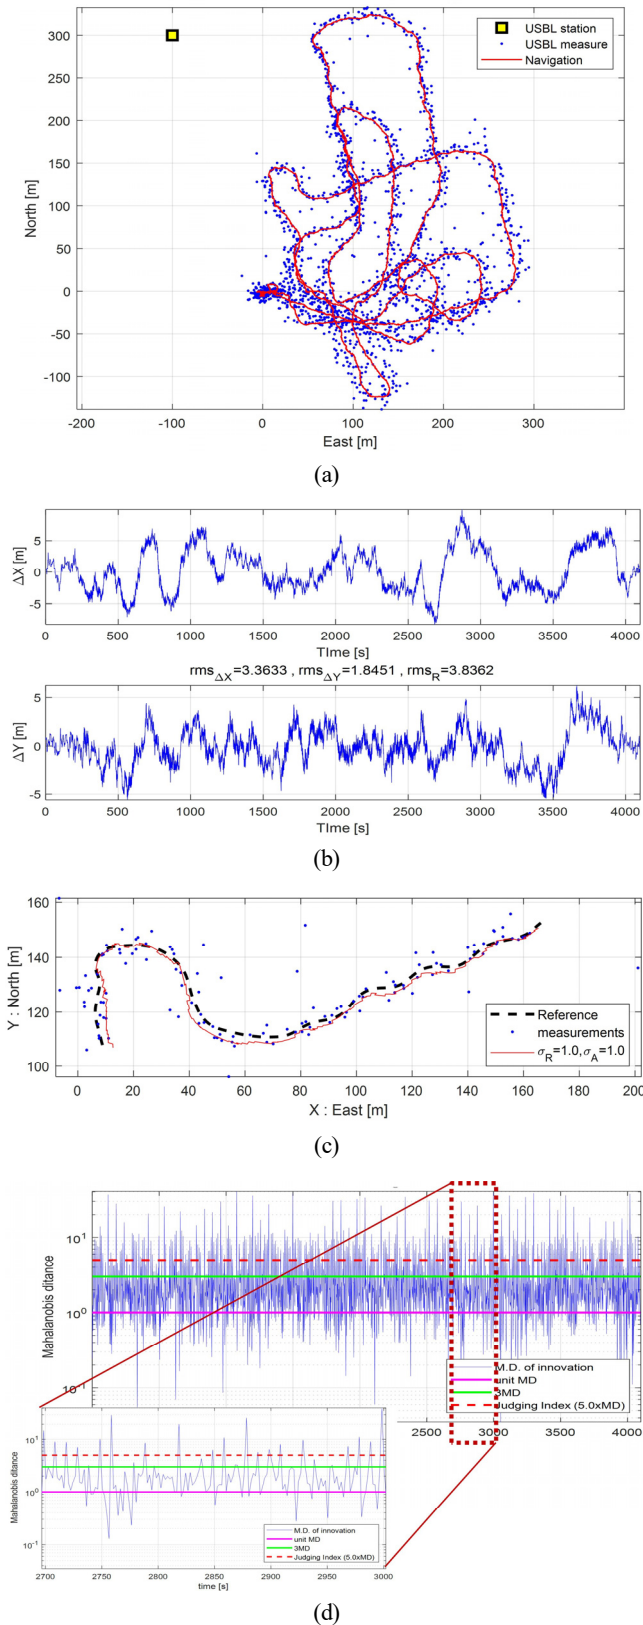 300
250
200
150
100
50
0
-50
-100
North [m]
USBL station
USBL measure
Navigation
-200 -100 0 100 200 300
East [m]
(a)
5
0
-5
ΔX [m]
0 500 1000 1500 2000 2500 3000 3500 4000
TIme [s]
rms_ΔX=3.3633 , rms_ΔY=1.8451 , rms_R=3.8362
5
0
-5
ΔY [m]
0 500 1000 1500 2000 2500 3000 3500 4000
TIme [s]
(b)
160
140
120
100
Y : North [m]
Reference
measurements
σ_R=1.0,σ_A=1.0
0 20 40 60 80 100 120 140 160 180 200
X : East [m]
(c)
10^1
10^0
10^-1
Mahalanobis ditance
M.D. of innovation
unit MD
3MD
Judging Index (5.0xMD)
2500 3000 3500 4000
10^1
10^0
10^-1
Mahalanobis ditance
M.D. of innovation
unit MD
3MD
Judging Index (5.0xMD)
2700 2750 2800 2850 2900 2950 3000
time [s]
(d)